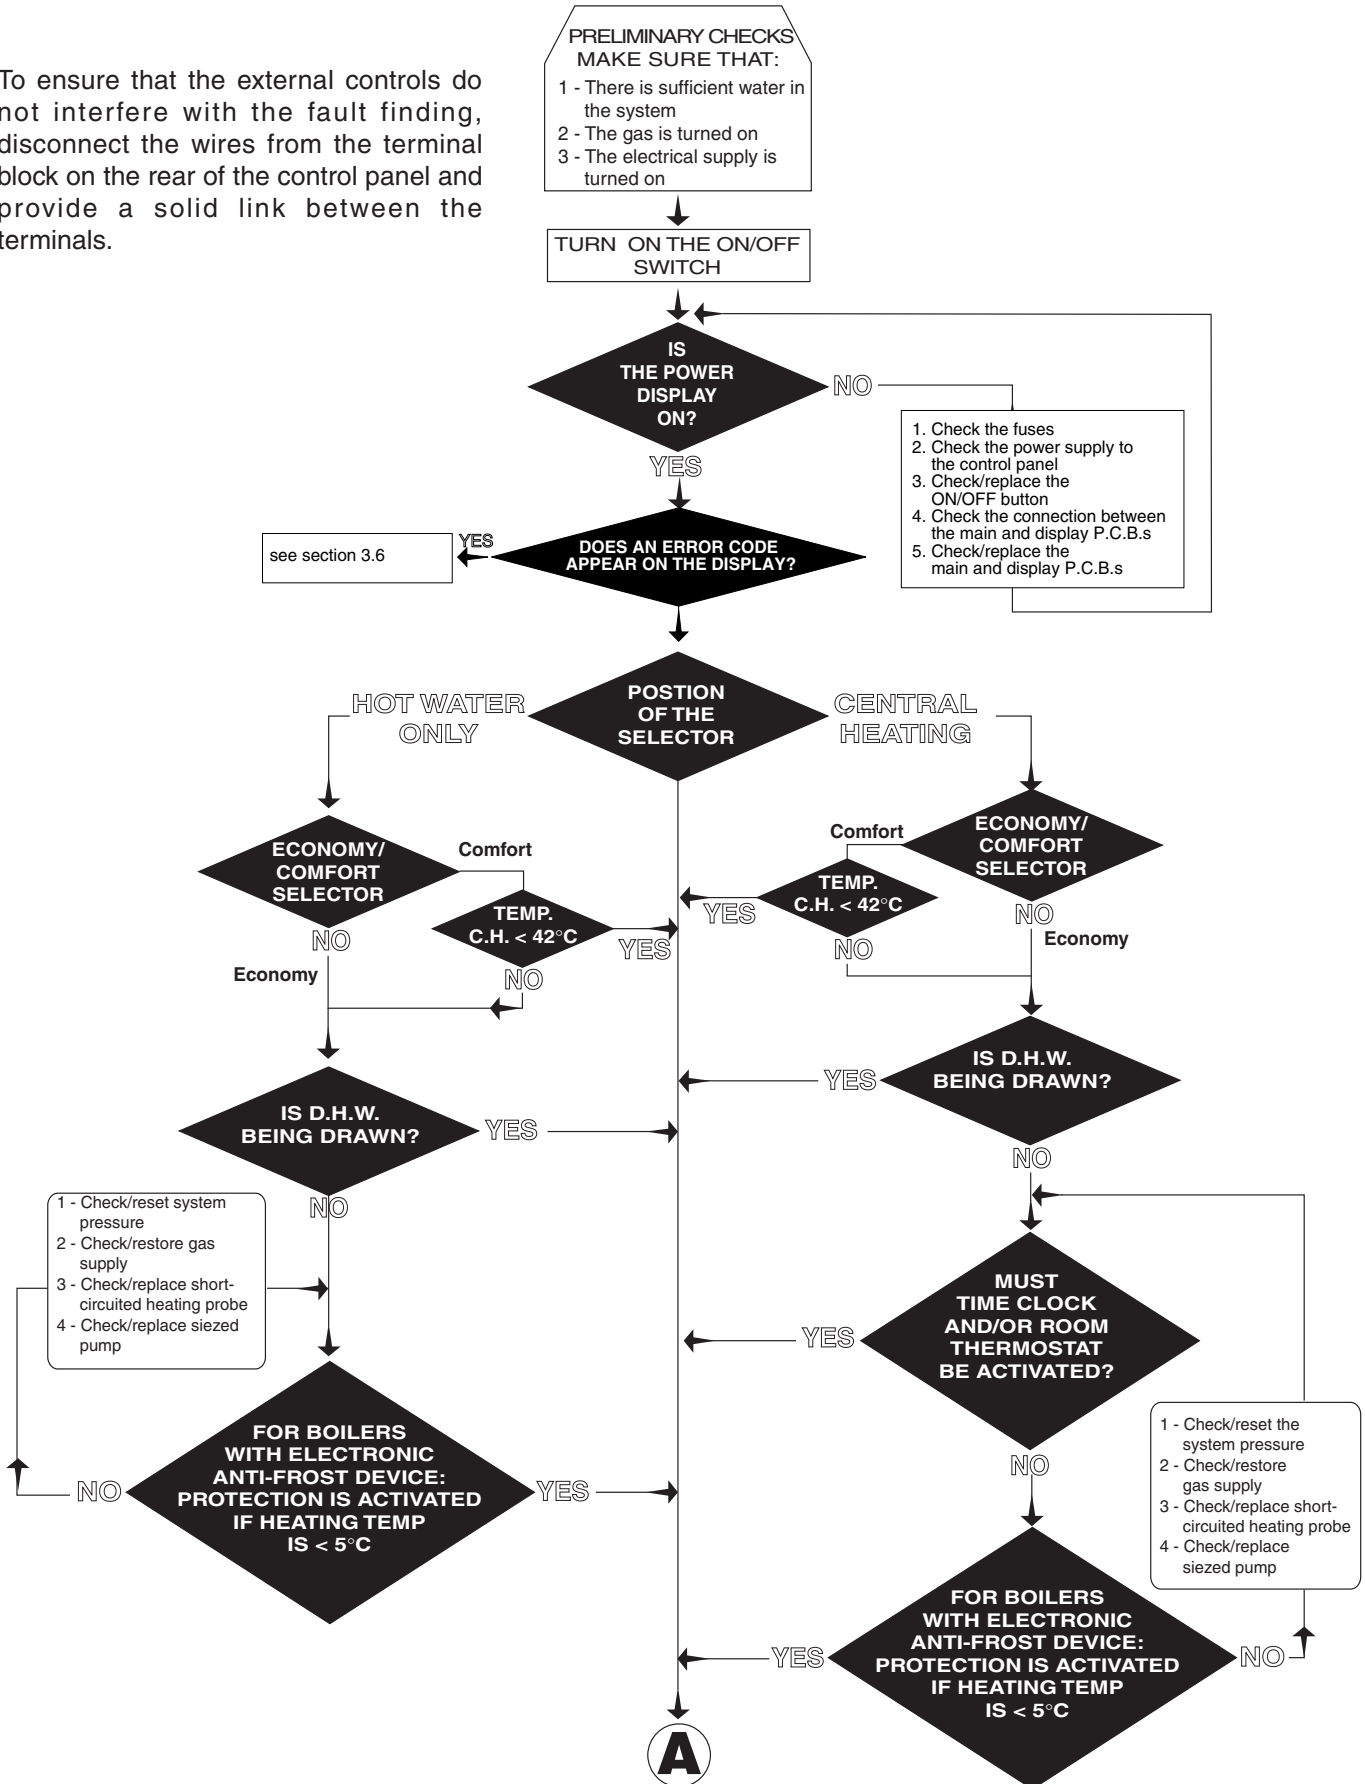 To ensure that the external controls do
not interfere with the fault finding,
disconnect the wires from the terminal
block on the rear of the control panel and
provide a solid link between the
terminals.
PRELIMINARY CHECKS
MAKE SURE THAT:
1 - There is sufficient water in
the system
2 - The gas is turned on
3 - The electrical supply is
turned on
TURN ON THE ON/OFF
SWITCH
IS
THE POWER
DISPLAY
ON?
NO
YES
1. Check the fuses
2. Check the power supply to
the control panel
3. Check/replace the
ON/OFF button
4. Check the connection between
the main and display P.C.B.s
5. Check/replace the
main and display P.C.B.s
DOES AN ERROR CODE
APPEAR ON THE DISPLAY?
YES
see section 3.6
POSTION
OF THE
SELECTOR
HOT WATER
ONLY
CENTRAL
HEATING
ECONOMY/
COMFORT
SELECTOR
Comfort
TEMP.
C.H. < 42°C
YES
NO
NO
Economy
ECONOMY/
COMFORT
SELECTOR
Comfort
TEMP.
C.H. < 42°C
YES
NO
NO
Economy
IS D.H.W.
BEING DRAWN?
YES
NO
IS D.H.W.
BEING DRAWN?
YES
NO
1 - Check/reset system
pressure
2 - Check/restore gas
supply
3 - Check/replace short-
circuited heating probe
4 - Check/replace siezed
pump
MUST
TIME CLOCK
AND/OR ROOM
THERMOSTAT
BE ACTIVATED?
YES
NO
FOR BOILERS
WITH ELECTRONIC
ANTI-FROST DEVICE:
PROTECTION IS ACTIVATED
IF HEATING TEMP
IS < 5°C
NO
YES
1 - Check/reset the
system pressure
2 - Check/restore
gas supply
3 - Check/replace short-
circuited heating probe
4 - Check/replace
siezed pump
FOR BOILERS
WITH ELECTRONIC
ANTI-FROST DEVICE:
PROTECTION IS ACTIVATED
IF HEATING TEMP
IS < 5°C
YES
NO
A